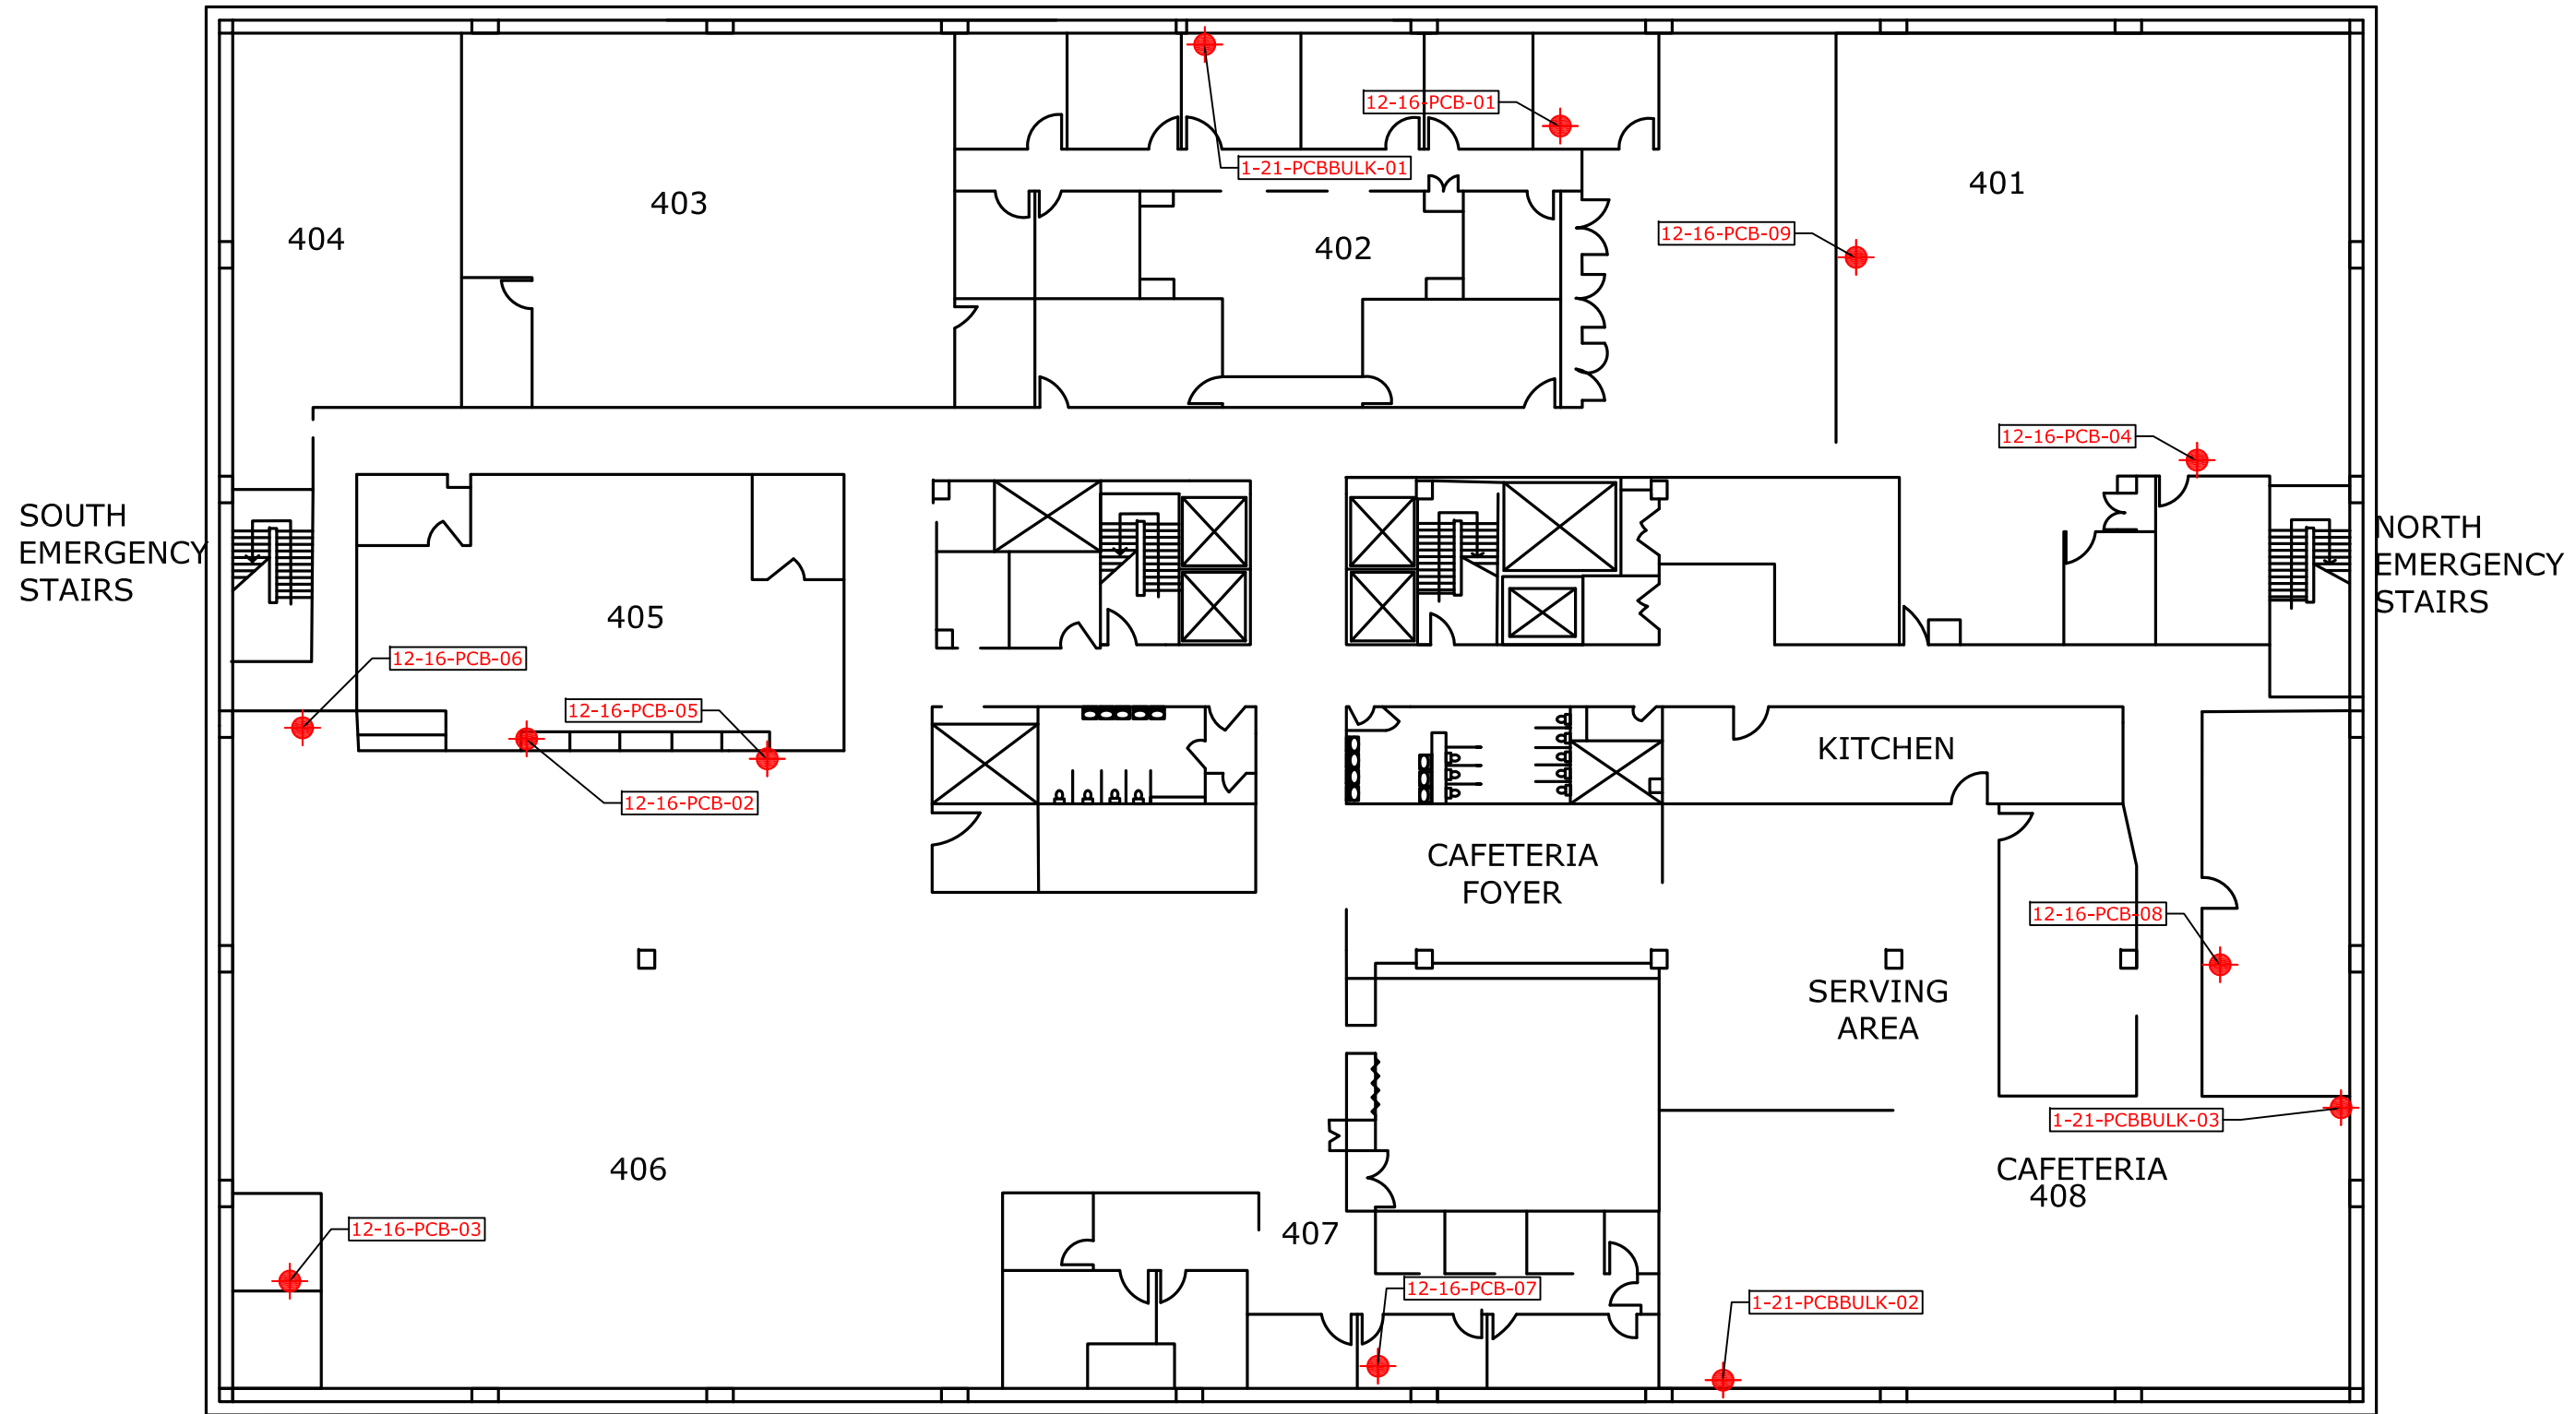 12-16-PCB-01
1-21-PCBBULK-01
401
403
404
402
12-16-PCB-09
12-16-PCB-04
SOUTH
EMERGENCY
STAIRS
NORTH
EMERGENCY
STAIRS
405
12-16-PCB-06
12-16-PCB-05
12-16-PCB-02
KITCHEN
CAFETERIA
FOYER
12-16-PCB-08
SERVING
AREA
1-21-PCBBULK-03
406
CAFETERIA
408
12-16-PCB-03
407
12-16-PCB-07
1-21-PCBBULK-02